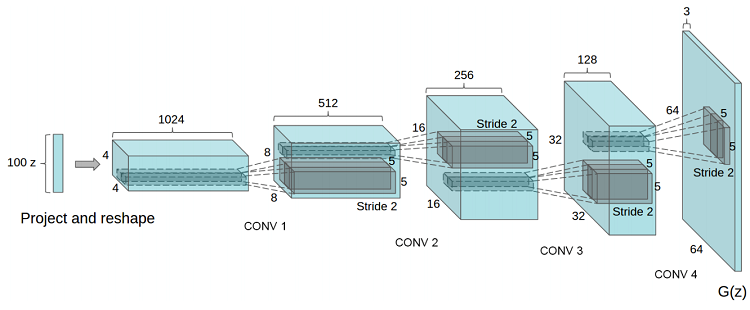 100 z
Project and reshape
1024
4
4
CONV 1
512
8
8
5
5
Stride 2
CONV 2
256
16
16
Stride 2
5
5
CONV 3
128
32
32
5
5
Stride 2
CONV 4
3
64
64
5
5
Stride 2
G(z)